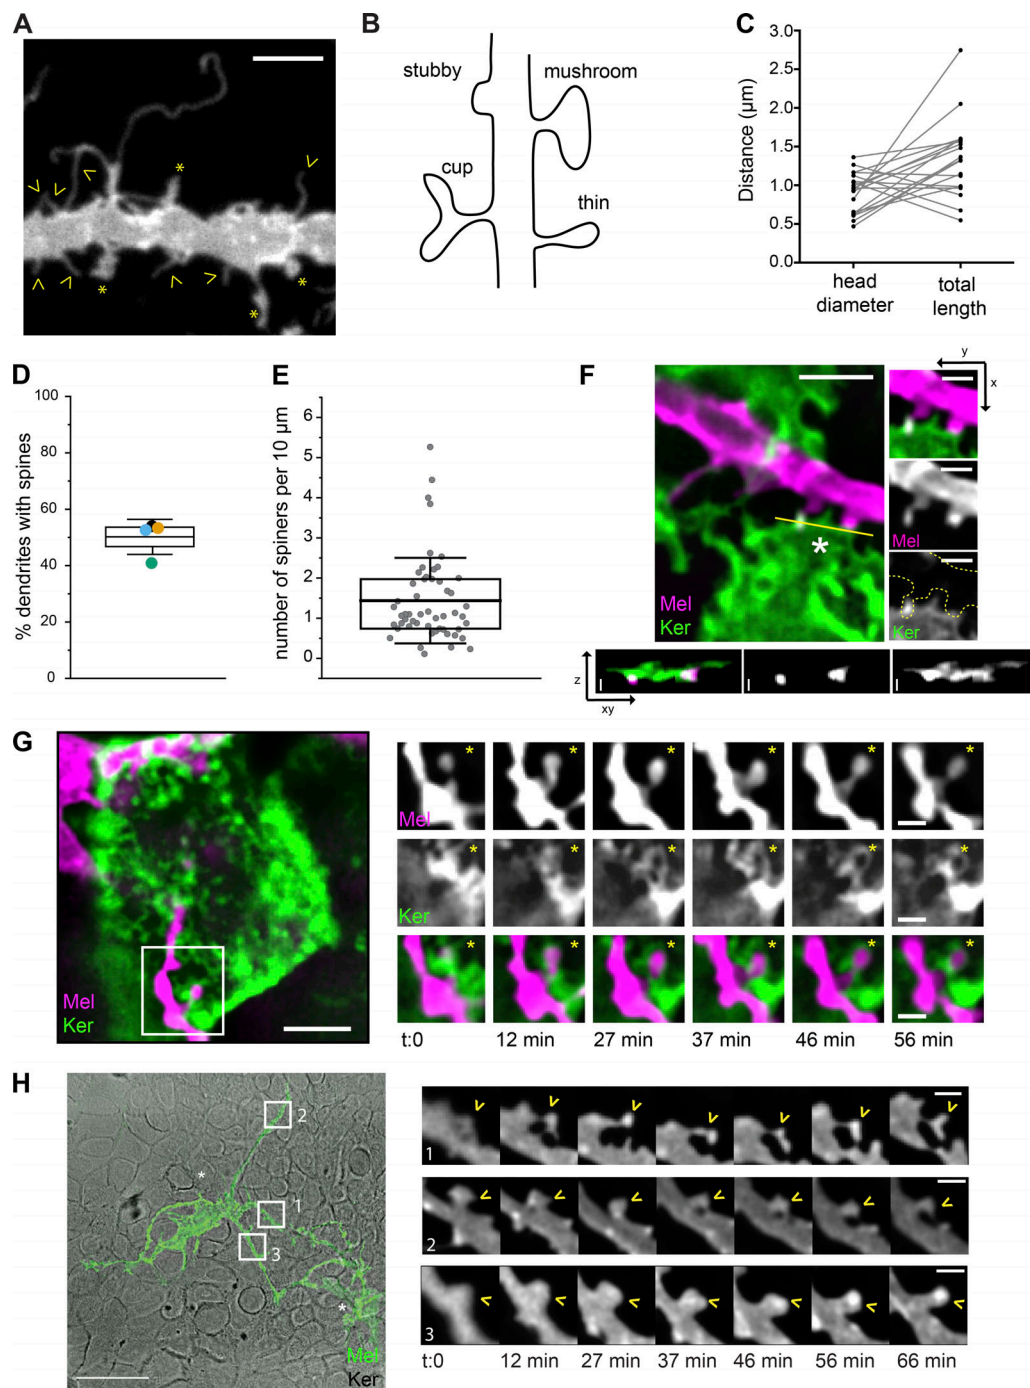 A
B
stubby
mushroom
cup
thin
C
Distance (μm)
3.0
2.5
2.0
1.5
1.0
0.5
0.0
head
diameter
total
length
D
% dendrites with spines
100
80
60
40
20
0
E
number of spiners per 10 μm
6
5
4
3
2
1
0
F
Mel
Ker
y
x
Mel
Ker
z
xy
G
Mel
Ker
Mel
Ker
t:0
12 min
27 min
37 min
46 min
56 min
H
2
1
3
Mel
Ker
1
2
3
t:0
12 min
27 min
37 min
46 min
56 min
66 min